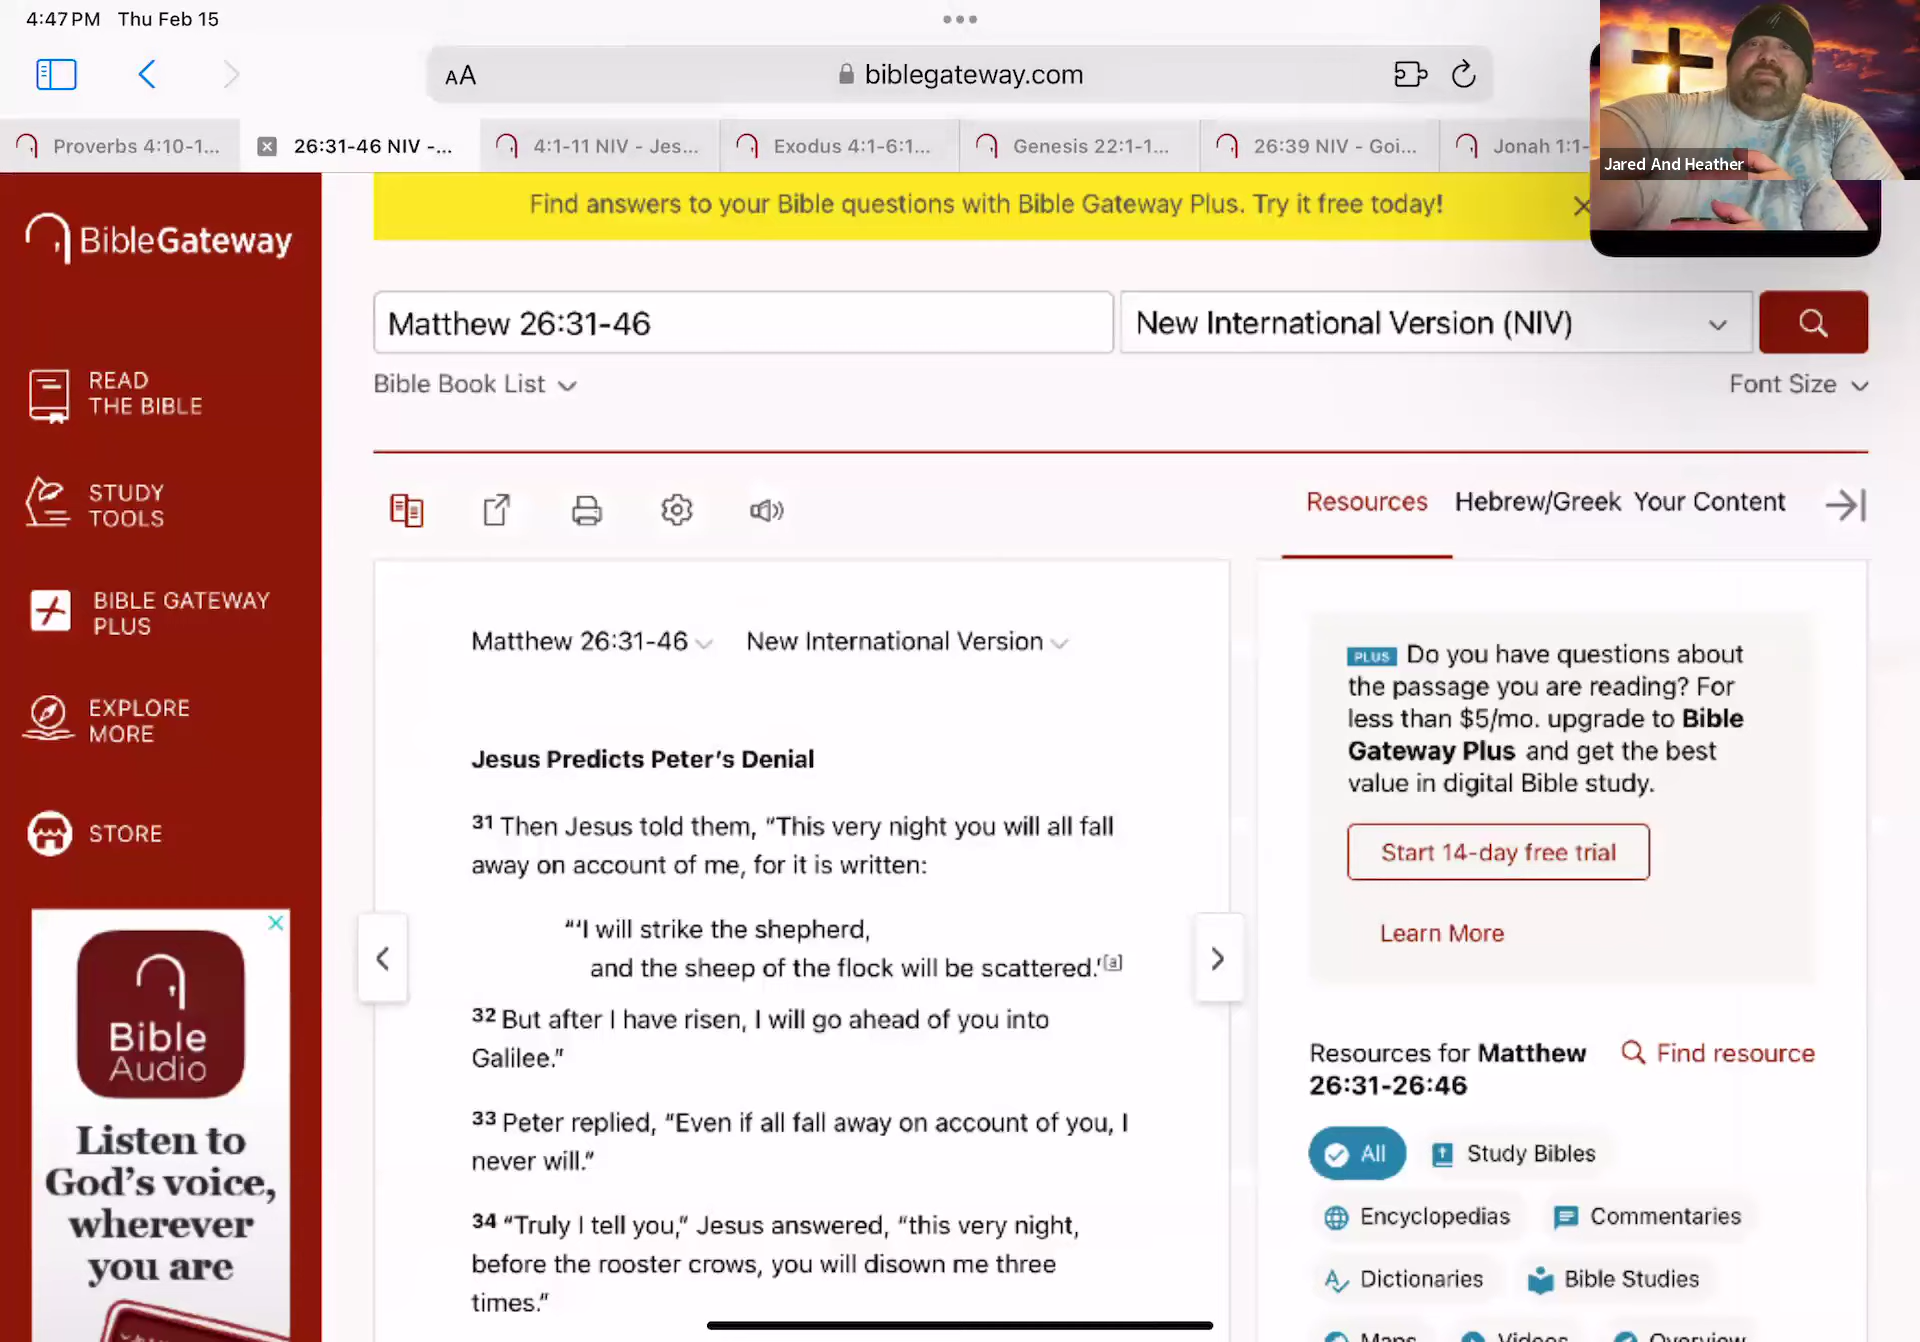 4:47 PM Thu Feb 15
AA biblegateway.com
Proverbs 4:10-1...
26:31-46 NIV -...
4:1-11 NIV - Jes...
Exodus 4:1-6:1...
Genesis 22:1-1...
26:39 NIV - Goi...
Jonah 1:1-
Jared And Heather
Find answers to your Bible questions with Bible Gateway Plus. Try it free today!
BibleGateway
READ
THE BIBLE
STUDY
TOOLS
BIBLE GATEWAY
PLUS
EXPLORE
MORE
STORE
Bible
Audio
Listen to
God's voice,
wherever
you are
Matthew 26:31-46
New International Version (NIV)
Bible Book List
Font Size
Resources Hebrew/Greek Your Content
Matthew 26:31-46 New International Version
Jesus Predicts Peter's Denial
31 Then Jesus told them, “This very night you will all fall
away on account of me, for it is written:
“‘I will strike the shepherd,
and the sheep of the flock will be scattered.’[a]
32 But after I have risen, I will go ahead of you into
Galilee.”
33 Peter replied, “Even if all fall away on account of you, I
never will.”
34 “Truly I tell you,” Jesus answered, “this very night,
before the rooster crows, you will disown me three
times.”
PLUS Do you have questions about
the passage you are reading? For
less than $5/mo. upgrade to Bible
Gateway Plus and get the best
value in digital Bible study.
Start 14-day free trial
Learn More
Resources for Matthew
26:31-26:46
Find resource
All
Study Bibles
Encyclopedias
Commentaries
Dictionaries
Bible Studies
Maps
Videos
Overview